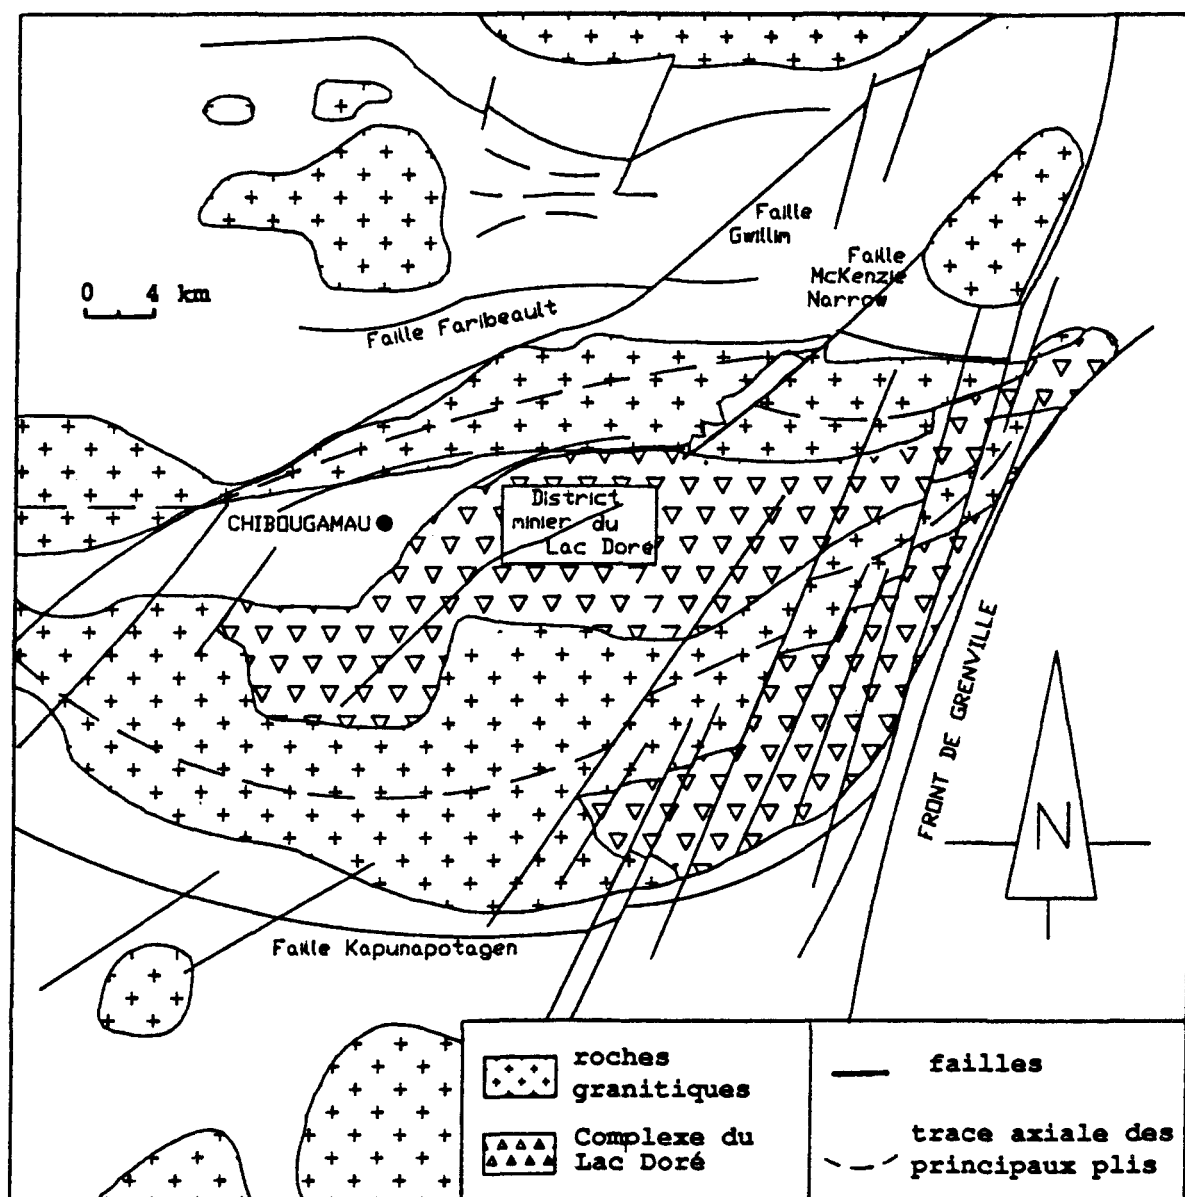 Faille
Gwillim
Faille
McKenzie
Narrow
0 4 km
Faille Faribeault
CHIBOUGAMAU
District
minier du
Lac Doré
FRONT DE GRENVILLE
N
Faille Kapunapotagen
roches
granitiques
failles
Complexe du
Lac Doré
trace axiale des
principaux plis